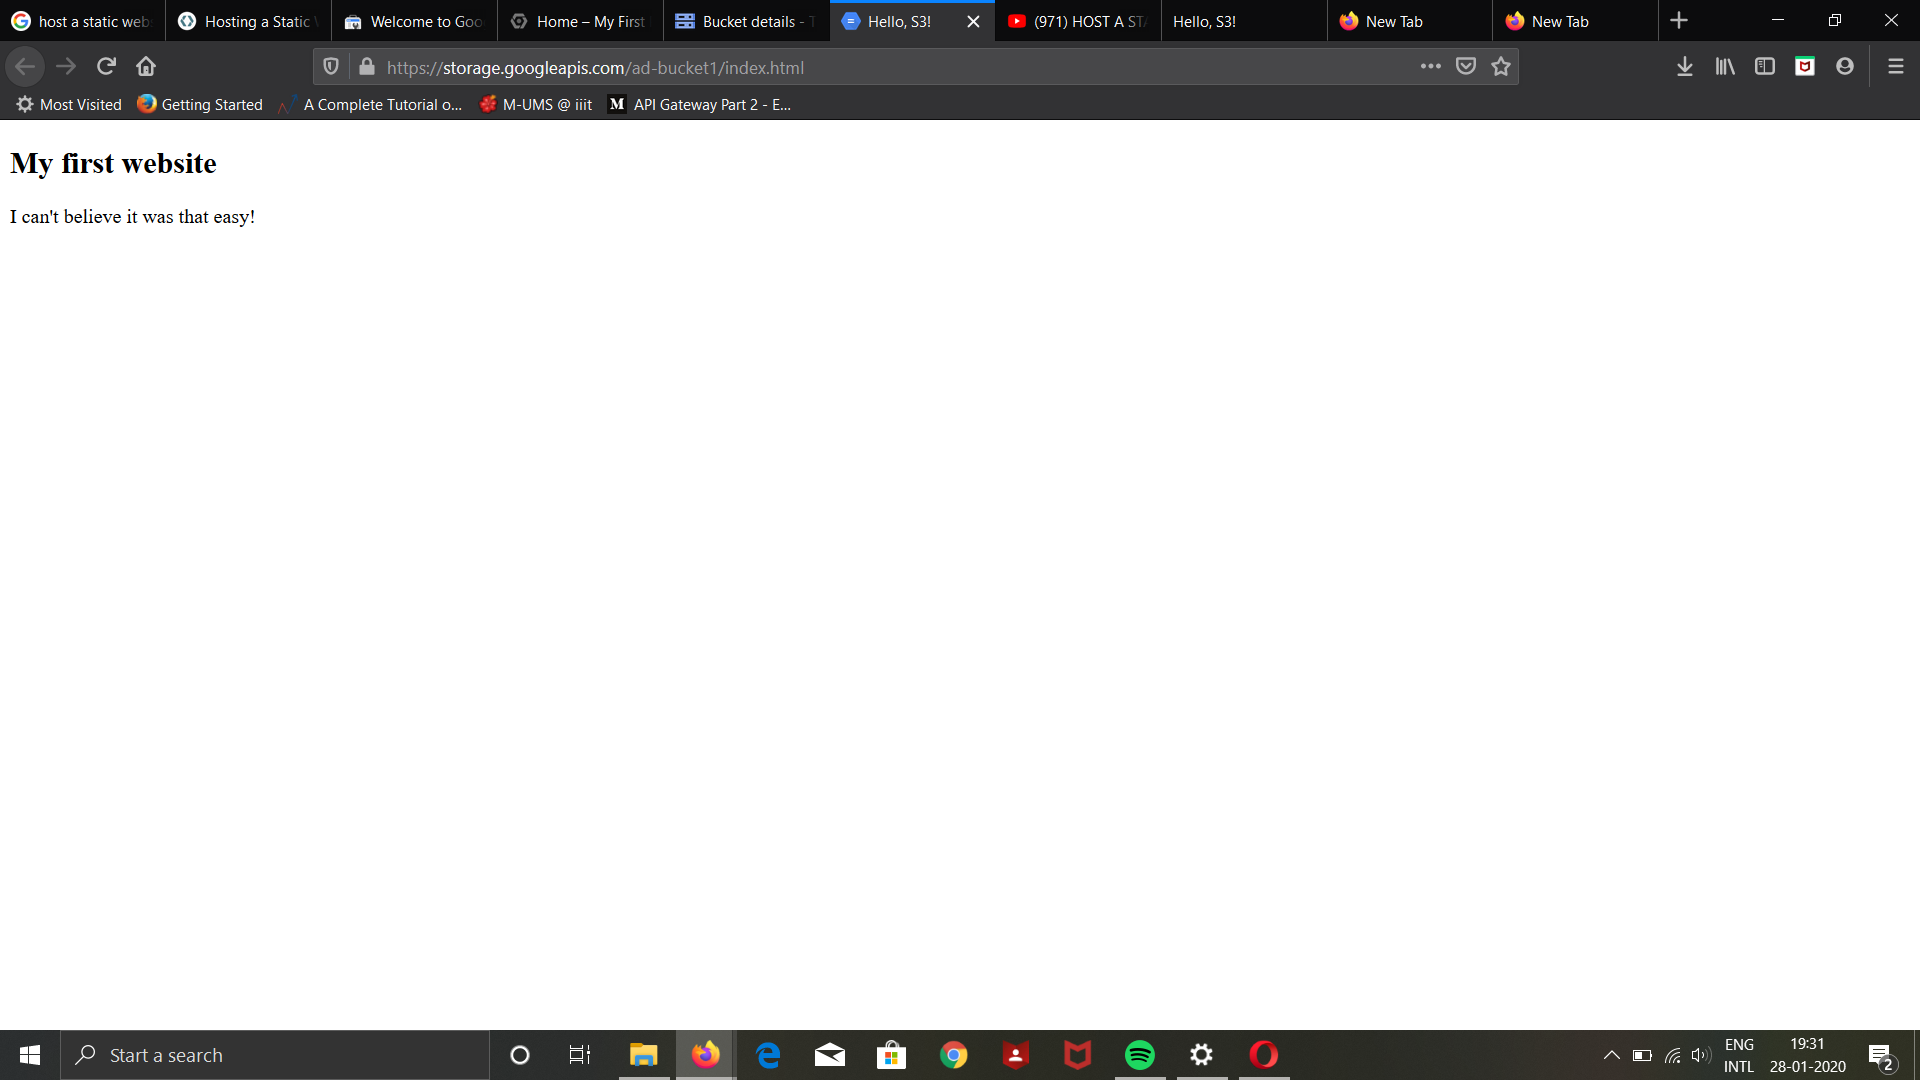 host a static web
Hosting a Static
Welcome to Goo
Home – My First
Bucket details - T
Hello, S3!
(971) HOST A STA
Hello, S3!
New Tab
New Tab
https://storage.googleapis.com/ad-bucket1/index.html
Most Visited
Getting Started
A Complete Tutorial o...
M-UMS @ iiit
M
API Gateway Part 2 - E...
My first website
I can't believe it was that easy!
Start a search
ENG
INTL
19:31
28-01-2020
2